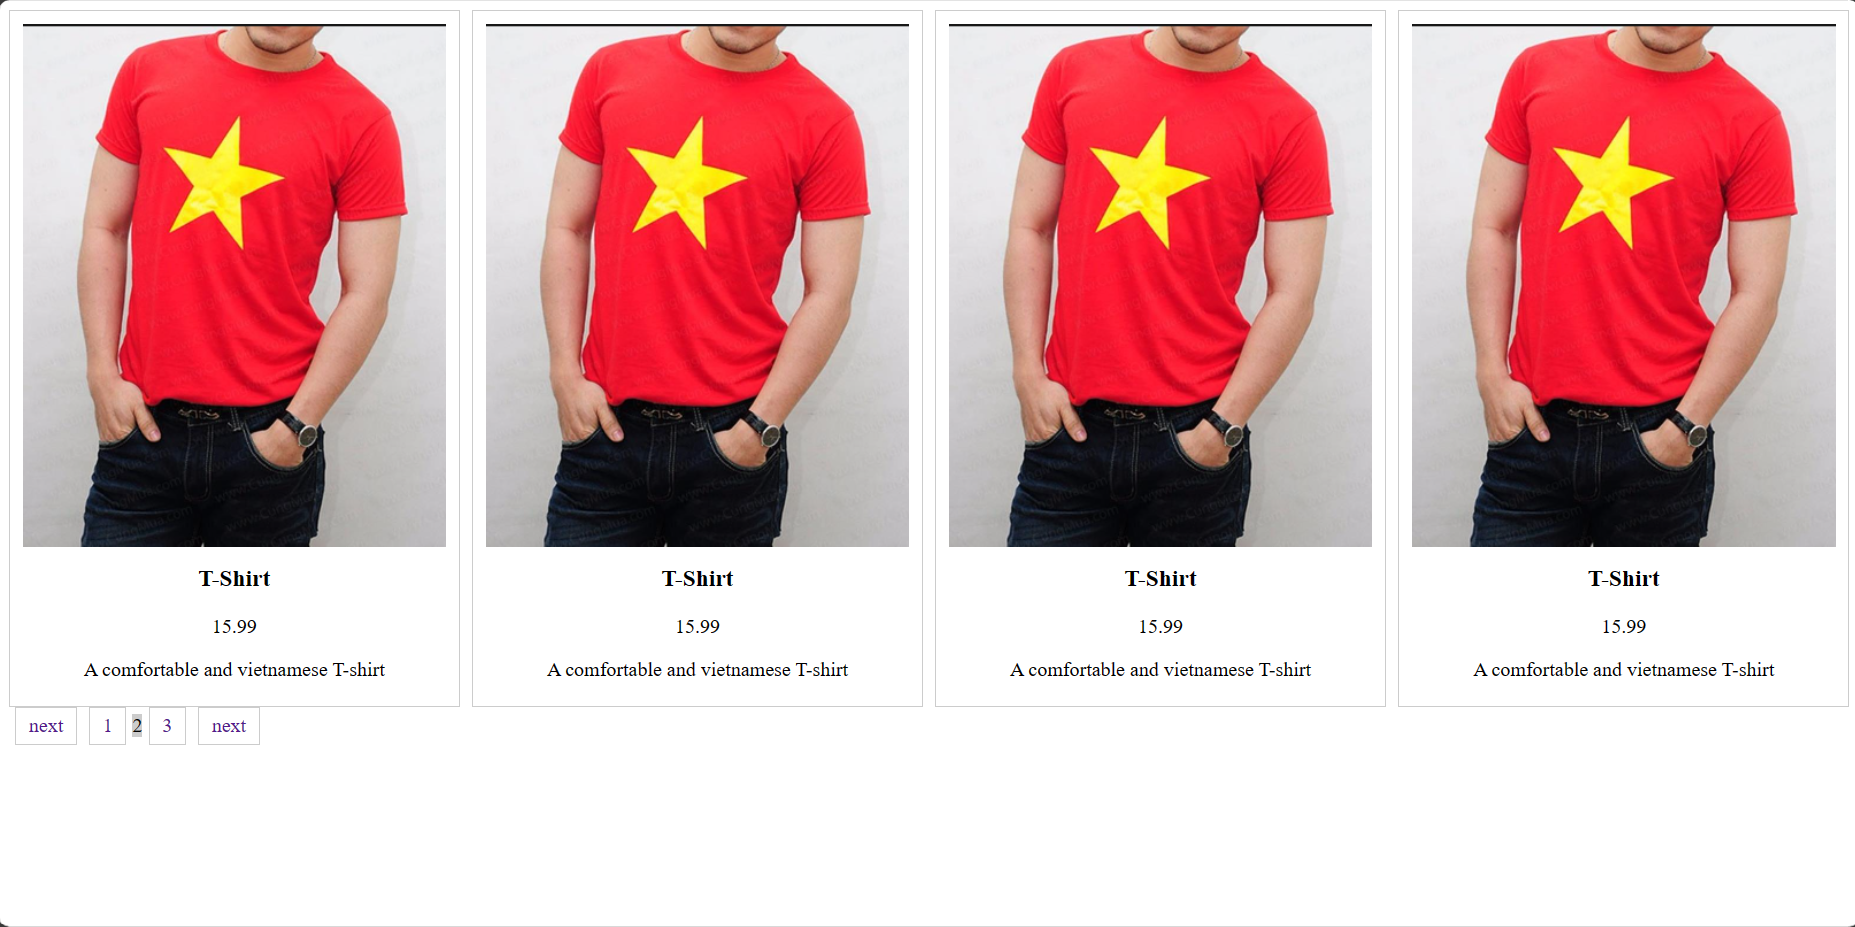 T-Shirt
15.99
A comfortable and vietnamese T-shirt
T-Shirt
15.99
A comfortable and vietnamese T-shirt
T-Shirt
15.99
A comfortable and vietnamese T-shirt
T-Shirt
15.99
A comfortable and vietnamese T-shirt
next 1 2 3 next